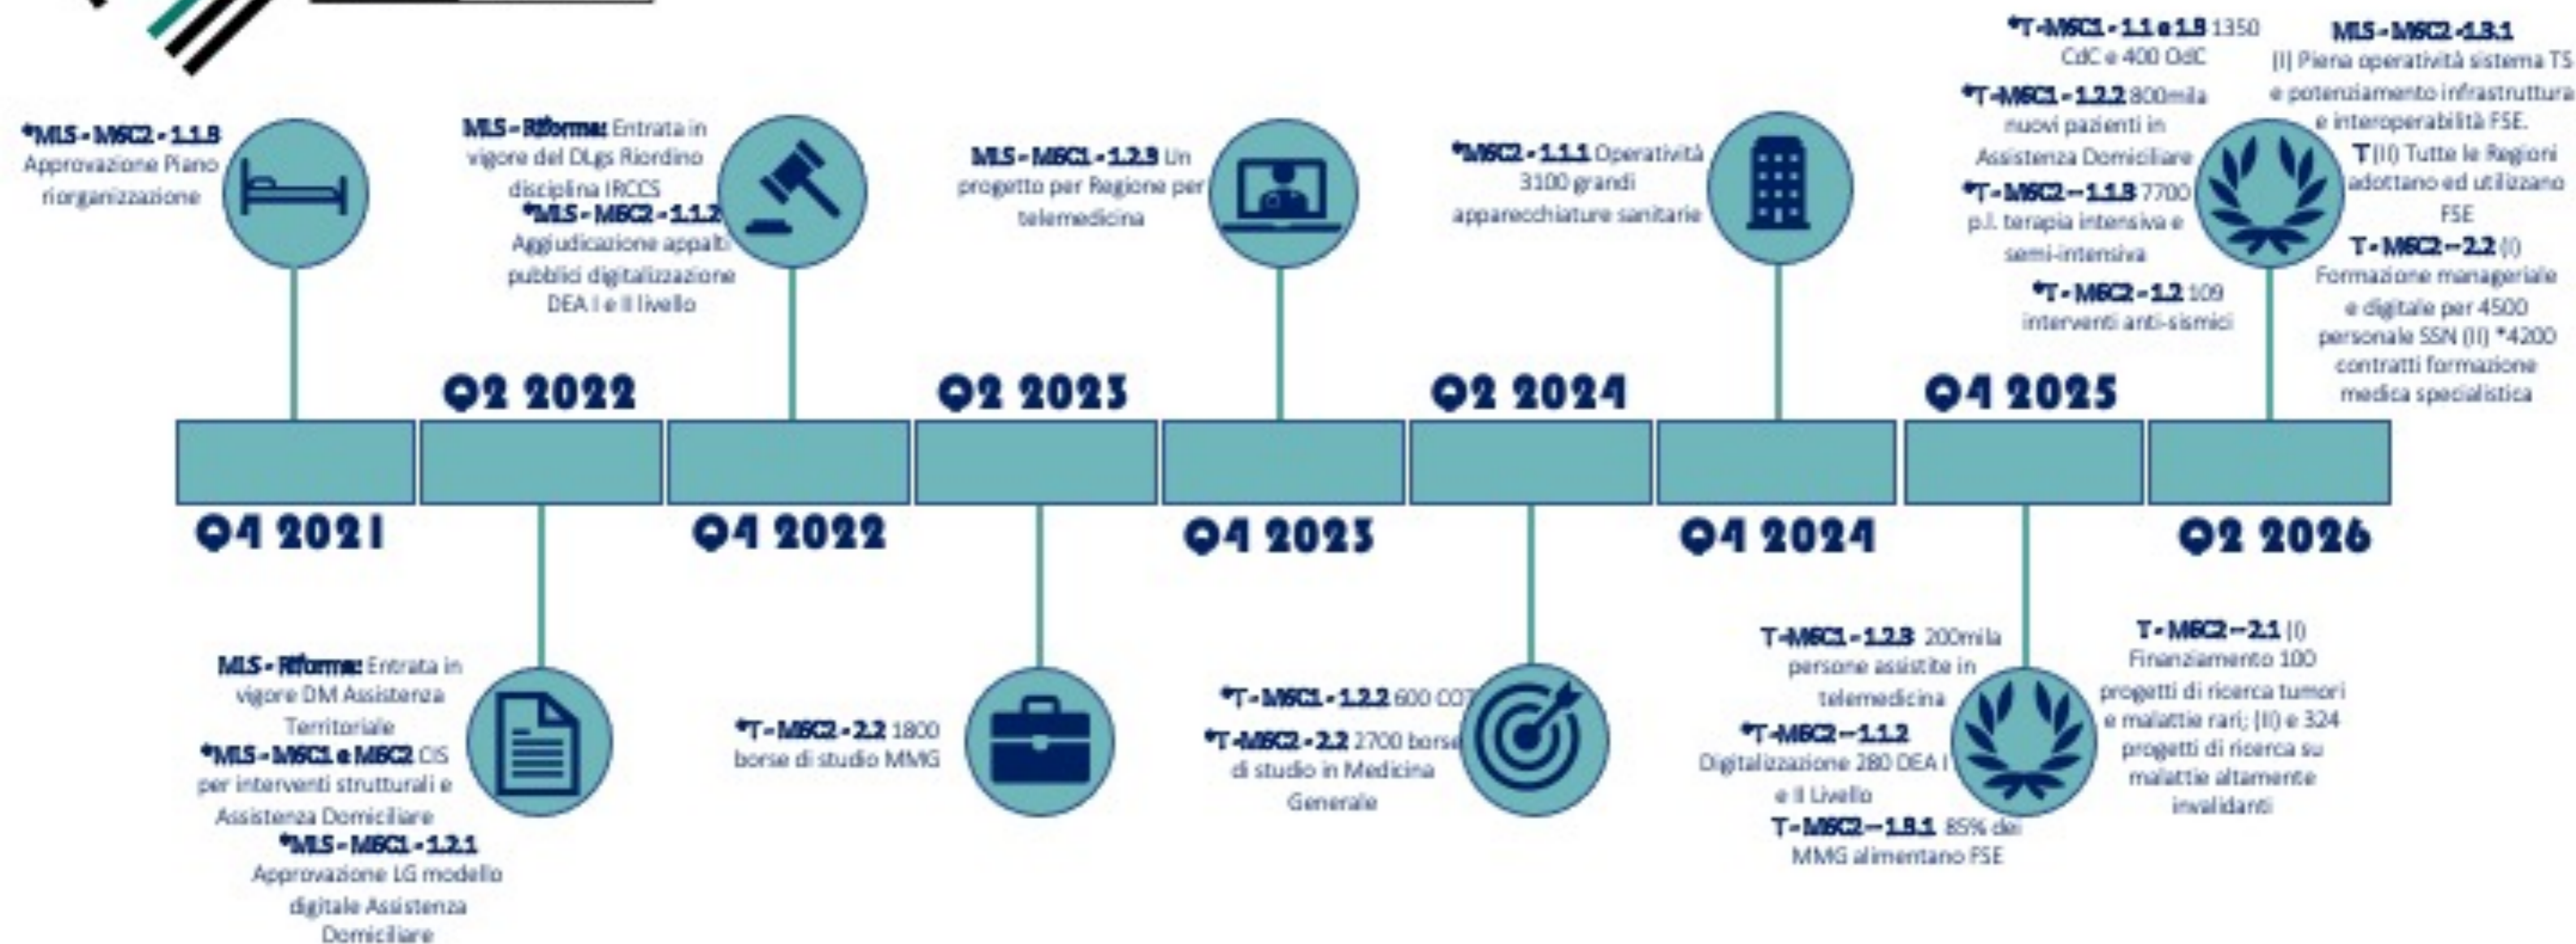 *MLS - M6C2 - 1.1.3
Approvazione Piano
riorganizzazione
MLS - Riforma: Entrata in
vigore del DLgs Riordino
disciplina IRCCS
*MLS - M6C2 - 1.1.2
Aggiudicazione appalti
pubblici digitalizzazione
DEA I e II livello
MLS - M6C1 - 1.2.3 Un
progetto per Regione per
telemedicina
*M6C2 - 1.1.1 Operatività
3100 grandi
apparecchiature sanitarie
*T-M6C1 - 1.1 e 1.3 1350
CdC e 400 OdC
*T-M6C1 - 1.2.2 800mila
nuovi pazienti in
Assistenza Domiciliare
*T-M6C2 – 1.1.3 7700
p.l. terapia intensiva e
semi-intensiva
*T - M6C2 - 1.2 109
interventi anti-sismici
MLS - M6C2 -1.3.1
(I) Piena operatività sistema TS
e potenziamento infrastruttura
e interoperabilità FSE.
T (II) Tutte le Regioni
adottano ed utilizzano
FSE
T - M6C2 – 2.2 (I)
Formazione manageriale
e digitale per 4500
personale SSN (II) *4200
contratti formazione
medica specialistica
Q2 2022
Q2 2023
Q2 2024
Q4 2025
Q4 2021
Q4 2022
Q4 2023
Q4 2024
Q2 2026
MLS - Riforma: Entrata in
vigore DM Assistenza
Territoriale
*MLS - M6C1 e M6C2 CIS
per interventi strutturali e
Assistenza Domiciliare
*MLS - M6C1 - 1.2.1
Approvazione LG modello
digitale Assistenza
Domiciliare
*T - M6C2 - 2.2 1800
borse di studio MMG
*T - M6C1 - 1.2.2 600 COT
*T-M6C2 - 2.2 2700 borse
di studio in Medicina
Generale
T-M6C1 - 1.2.3 200mila
persone assistite in
telemedicina
*T - M6C2 – 1.1.2
Digitalizzazione 280 DEA I
e II Livello
T - M6C2 – 1.3.1 85% dei
MMG alimentano FSE
T - M6C2 – 2.1 (I)
Finanziamento 100
progetti di ricerca tumori
e malattie rari; (II) e 324
progetti di ricerca su
malattie altamente
invalidanti